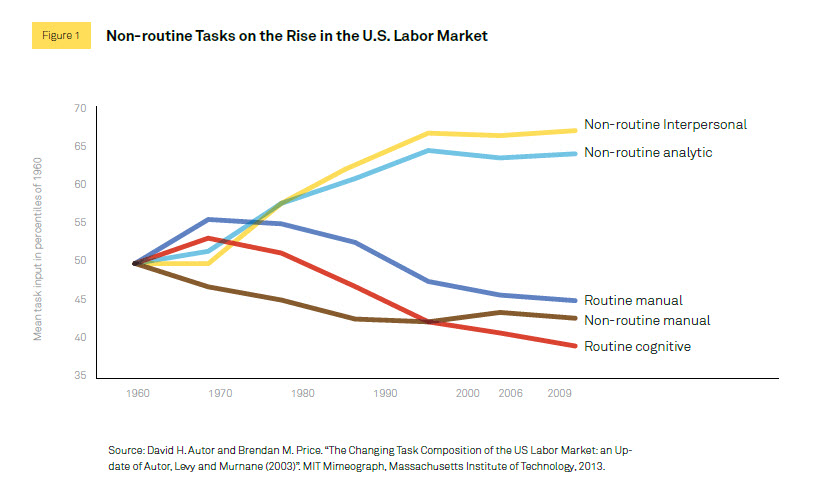 Figure 1
Non-routine Tasks on the Rise in the U.S. Labor Market
Mean task input in percentiles of 1960
70
65
60
55
50
45
40
35
Non-routine Interpersonal
Non-routine analytic
Routine manual
Non-routine manual
Routine cognitive
1960 1970 1980 1990 2000 2006 2009
Source: David H. Autor and Brendan M. Price. “The Changing Task Composition of the US Labor Market: an Up-
date of Autor, Levy and Murnane (2003)”. MIT Mimeograph, Massachusetts Institute of Technology, 2013.